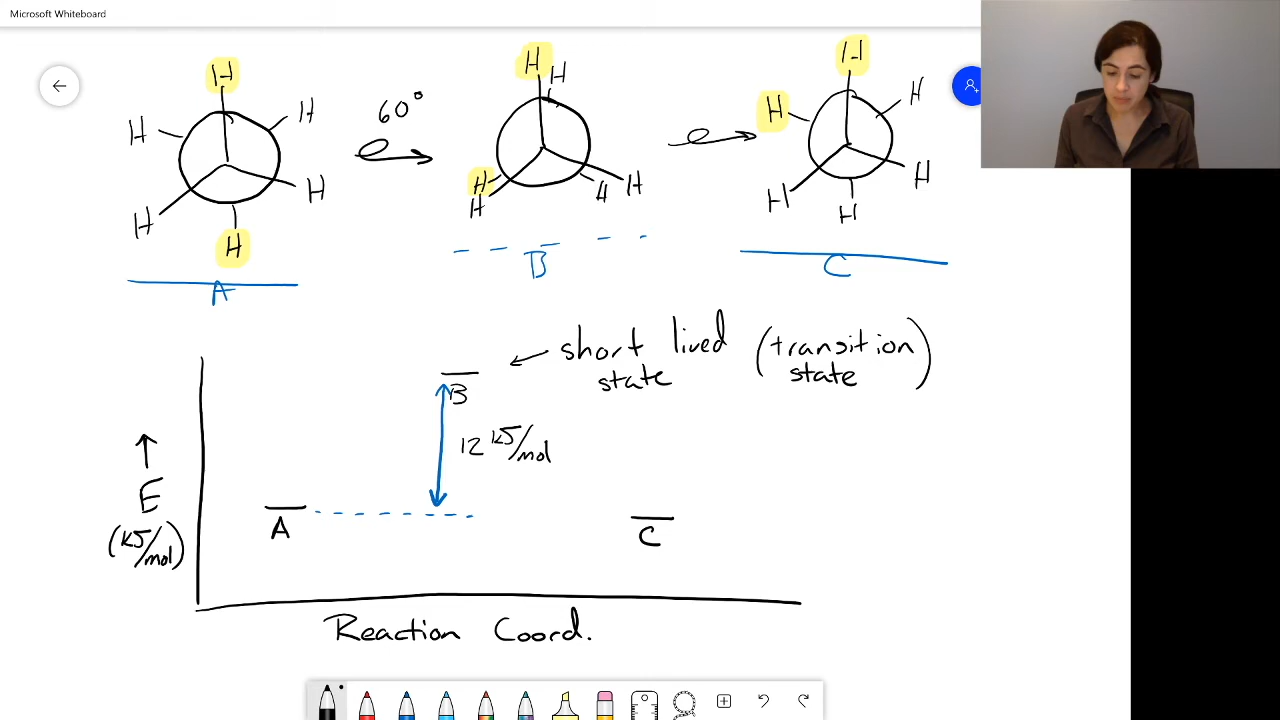 Microsoft Whiteboard
H
H
H
H
H
H
60°
H
H
H
H
H
H
H
H
H
H
H
H
A
B
C
short lived
state
(transition
state)
B
12 kJ/mol
↑
E
(kJ/mol)
A
C
Reaction Coord.